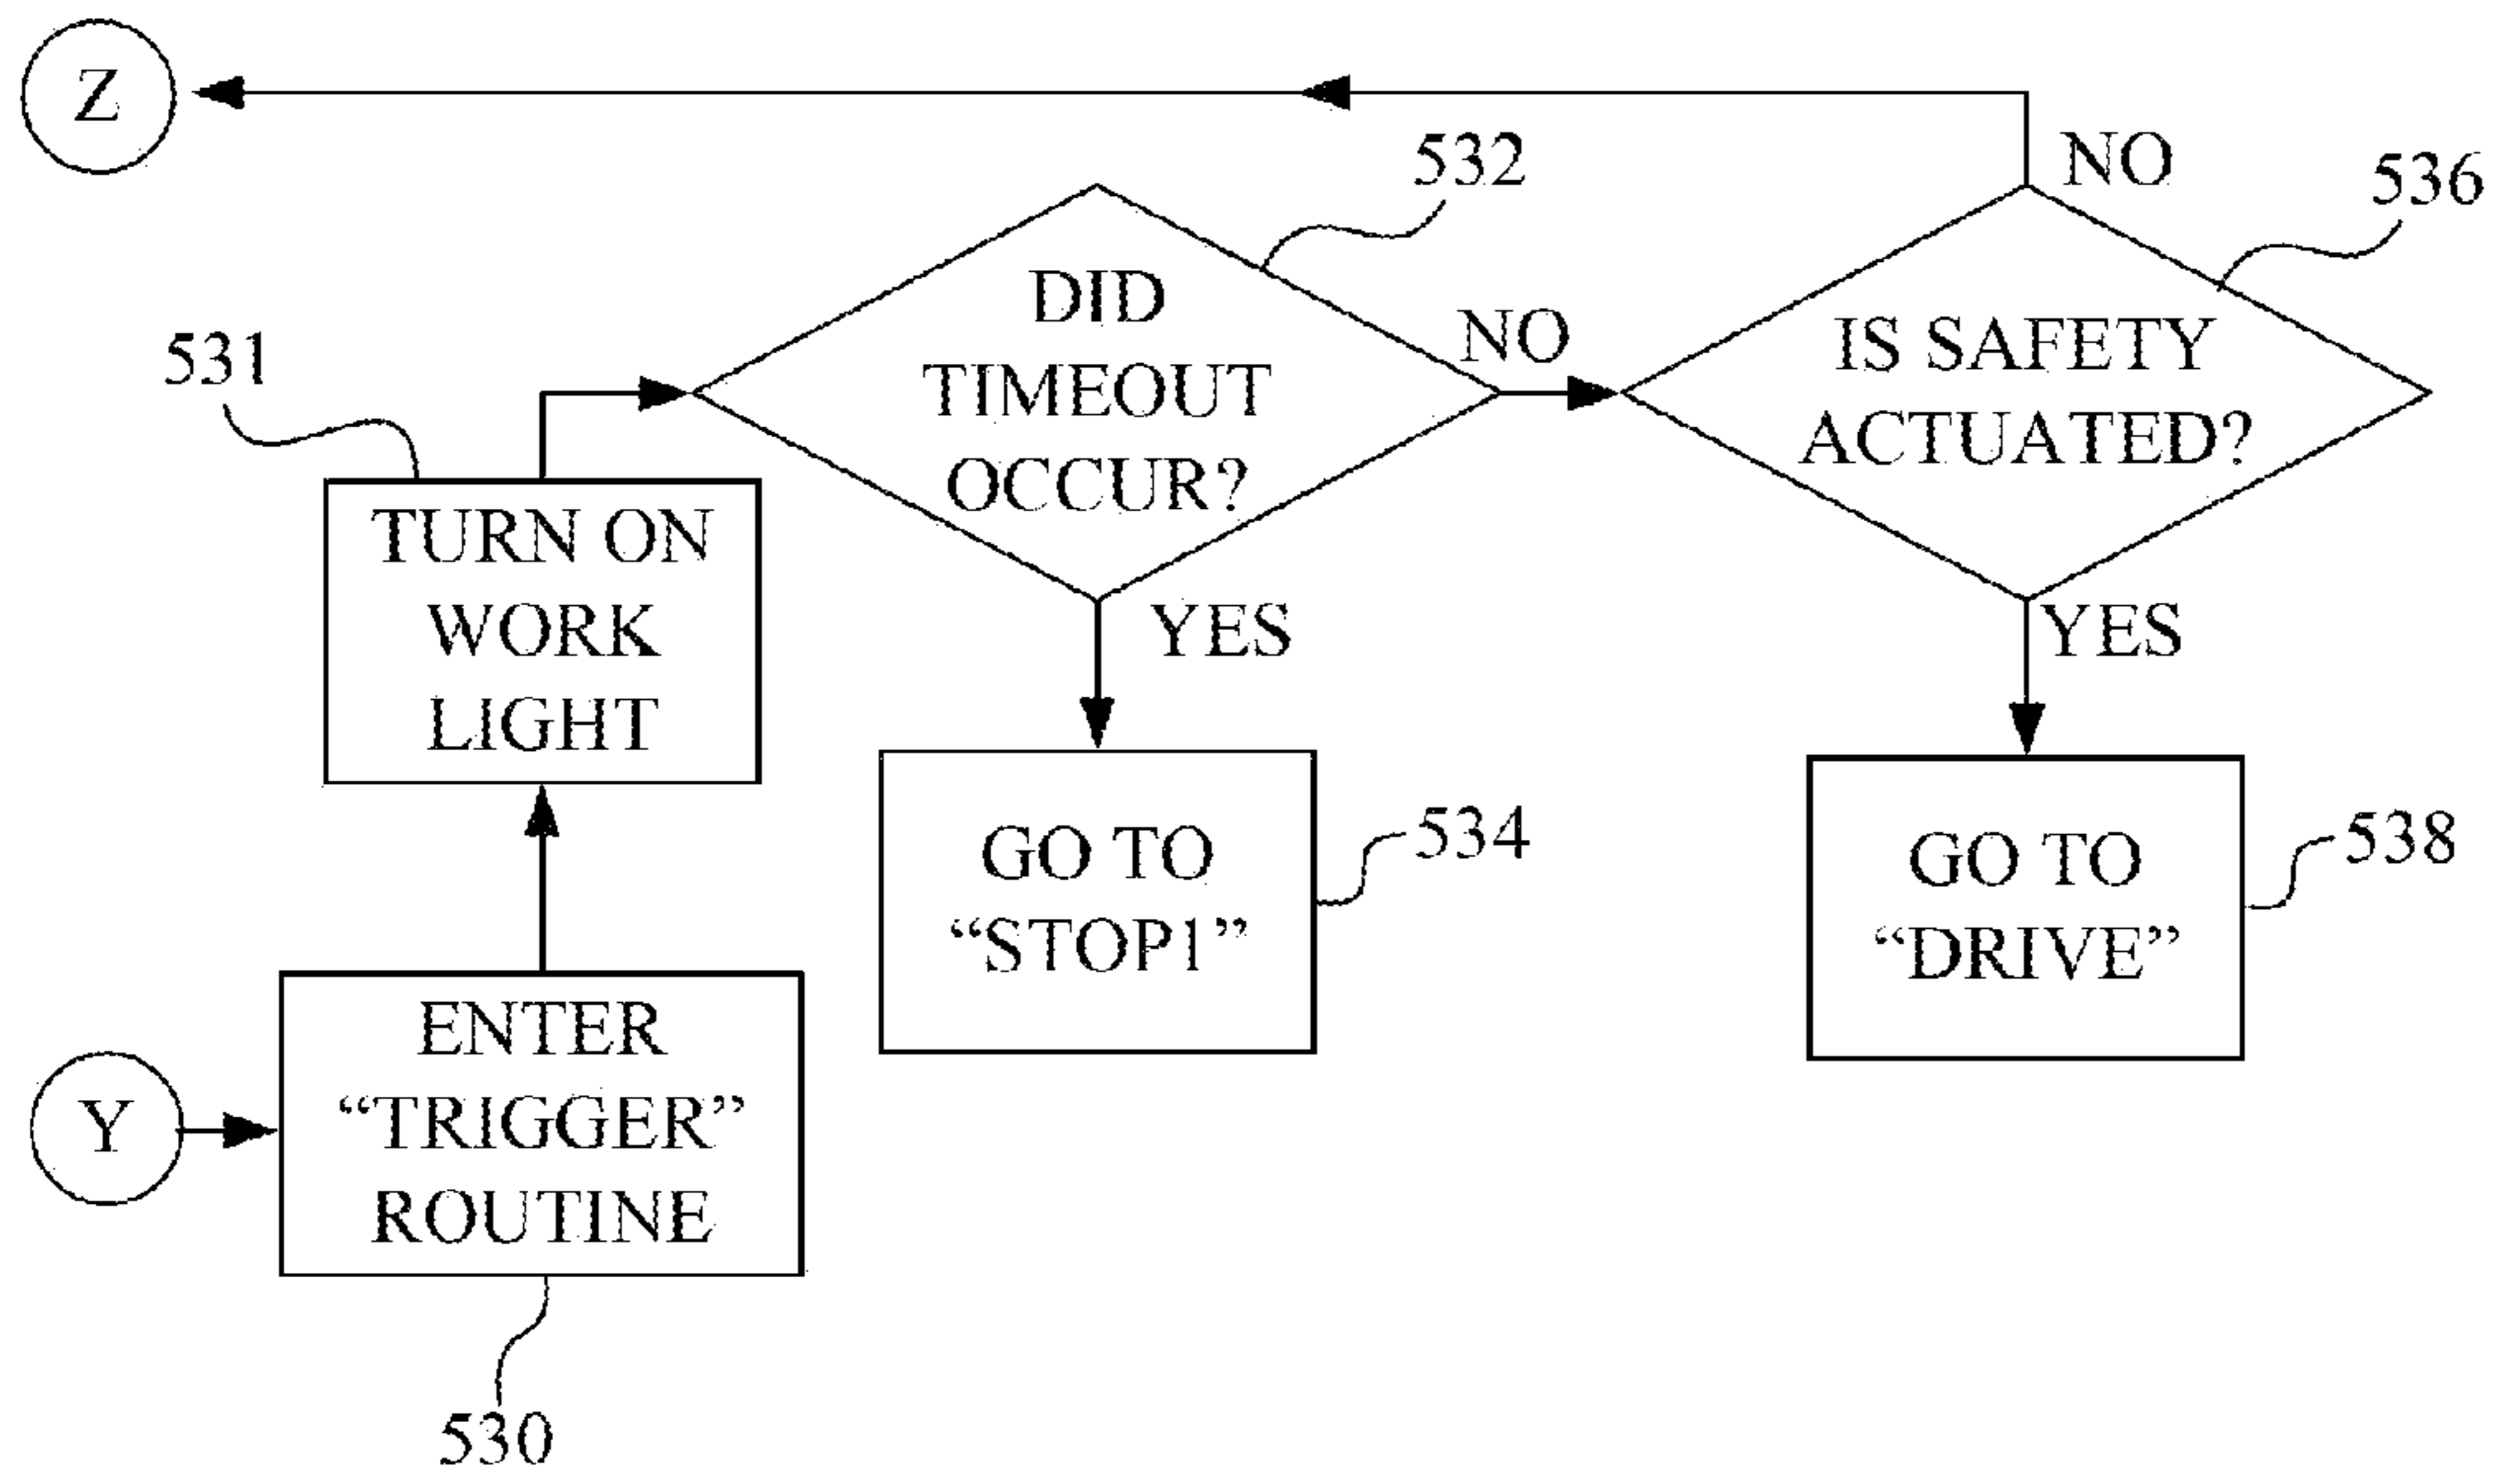 Z
532
NO
536
DID
TIMEOUT
OCCUR?
NO
IS SAFETY
ACTUATED?
531
TURN ON
WORK
LIGHT
YES
YES
GO TO
“STOP1”
534
GO TO
“DRIVE”
538
Y
ENTER
“TRIGGER”
ROUTINE
530